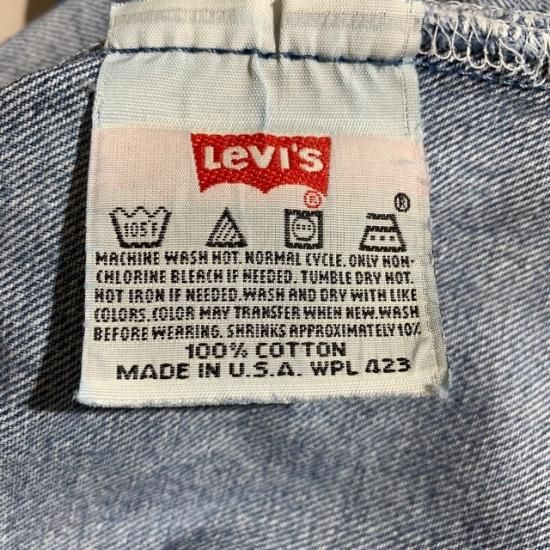 Levi's
®
105F
®
MACHINE WASH HOT. NORMAL CYCLE. ONLY NON-
CHLORINE BLEACH IF NEEDED. TUMBLE DRY HOT.
HOT IRON IF NEEDED. WASH AND DRY WITH LIKE
COLORS. COLOR MAY TRANSFER WHEN NEW. WASH
BEFORE WEARING. SHRINKS APPROXIMATELY 10%
100% COTTON
MADE IN U.S.A. WPL 423